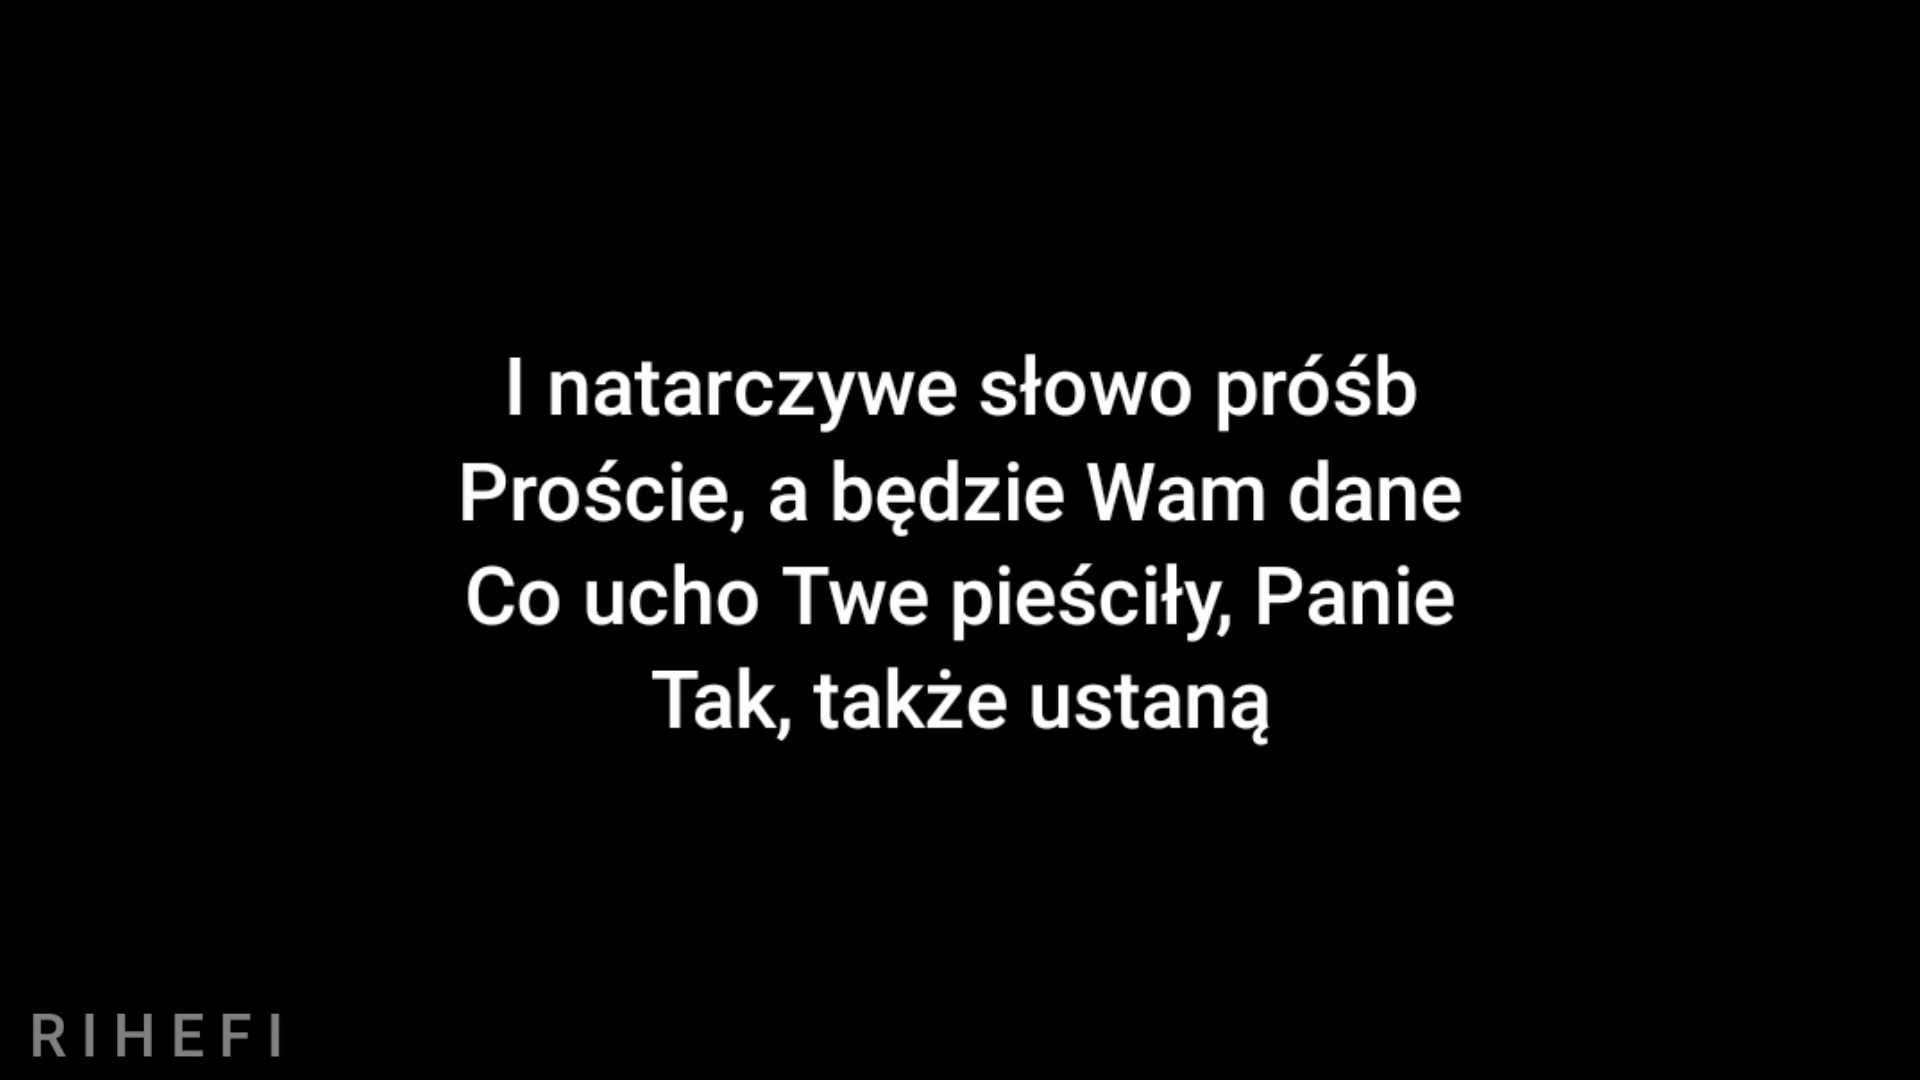 I natarczywe słowo próśb
Proście, a będzie Wam dane
Co ucho Twe pieściły, Panie
Tak, także ustaną
RIHEFI